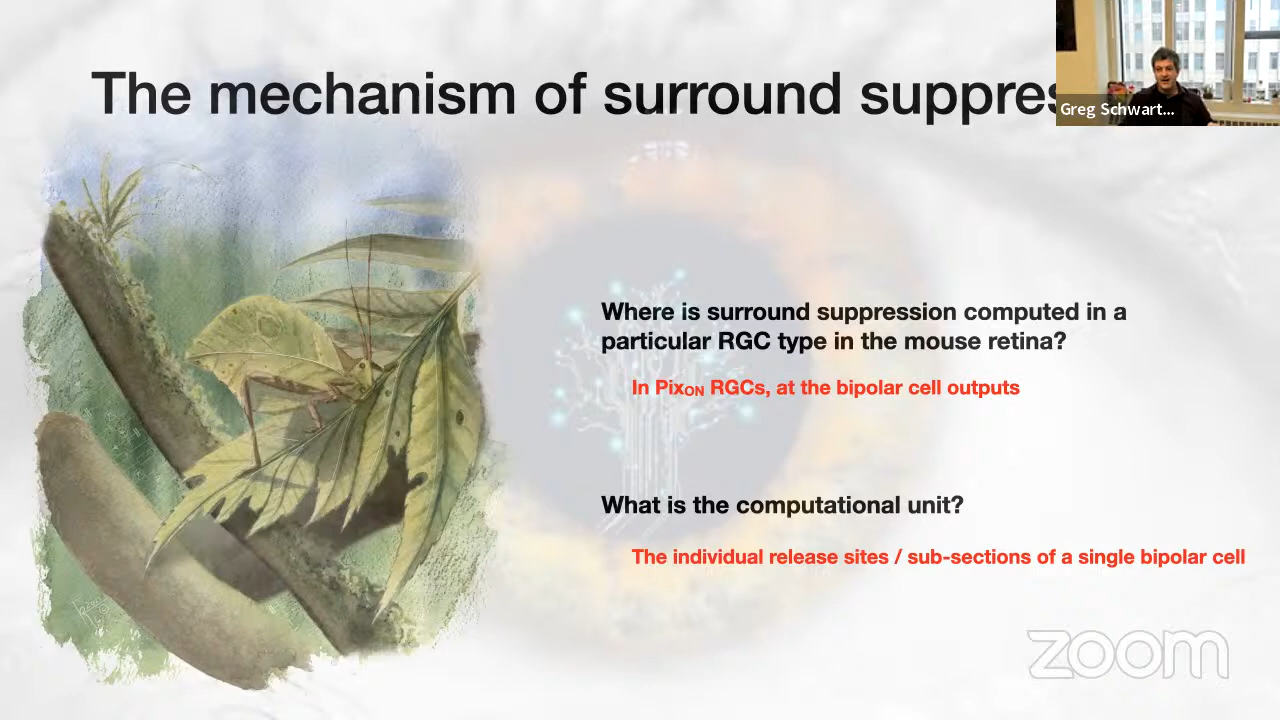 The mechanism of surround suppres
Greg Schwart...
Where is surround suppression computed in a
particular RGC type in the mouse retina?
In PixON RGCs, at the bipolar cell outputs
What is the computational unit?
The individual release sites / sub-sections of a single bipolar cell
zoom